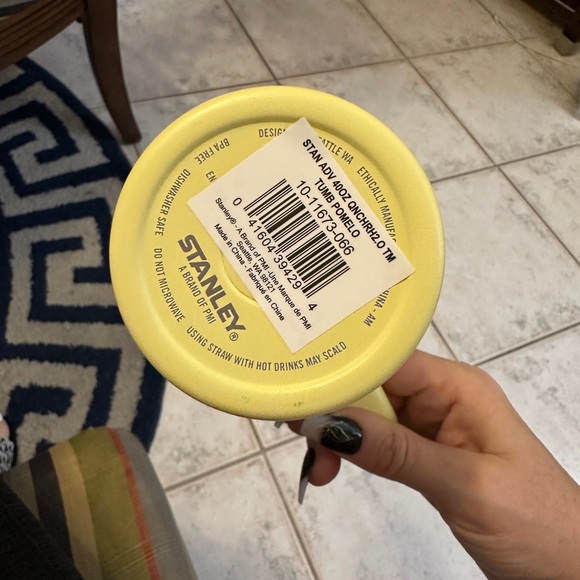 STAN ADV 40OZ QNCHRH2.O TM
TUMB POMELO
10-11673-066
0 41604 39429 4
Stanley® - A Brand of PMI -Une Marque de PMI
Seattle, WA 98121
Made in China - Fabriqué en Chine
STANLEY®
A BRAND OF PMI
BPA FREE
DISHWASHER SAFE
DO NOT MICROWAVE
USING STRAW WITH HOT DRINKS MAY SCALD
ETHICALLY